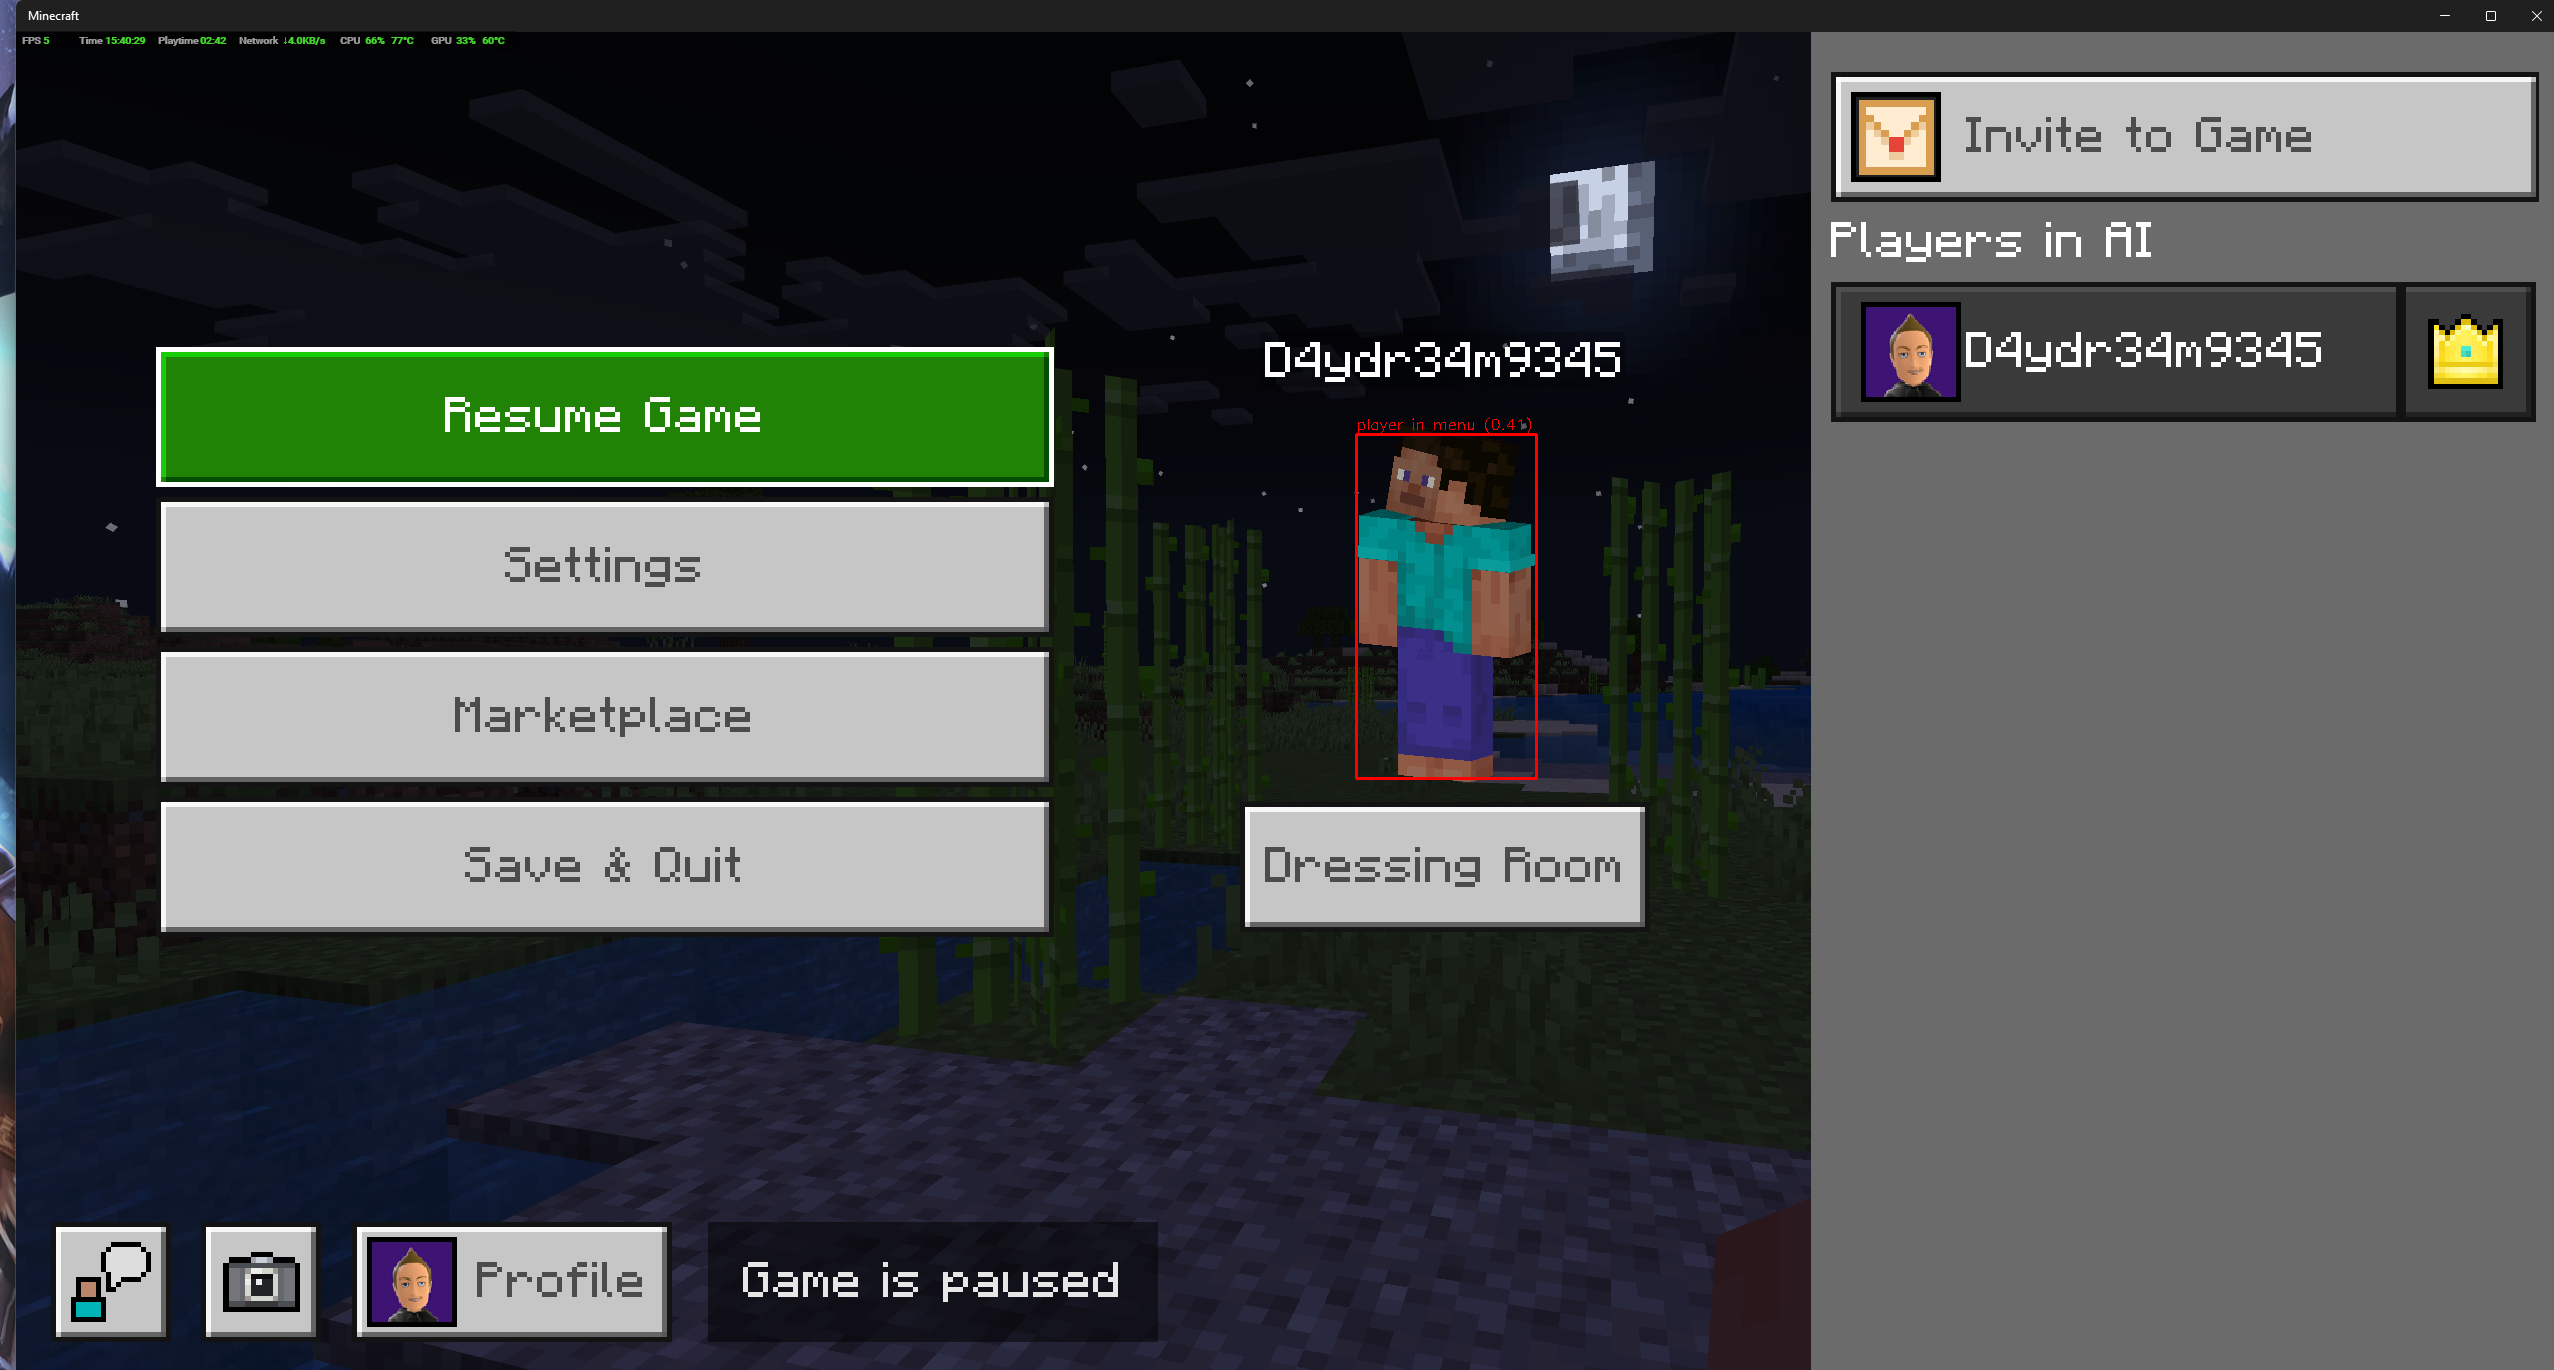 Minecraft
FPS 5 Time 15:40:29 Playtime 02:42 Network ↓4.0KB/s CPU 66% 77°C GPU 33% 60°C
Invite to Game
Players in AI
D4ydr34m9345
D4ydr34m9345
Resume Game
player in menu (0.41)
Settings
Marketplace
Save & Quit
Dressing Room
Profile
Game is paused